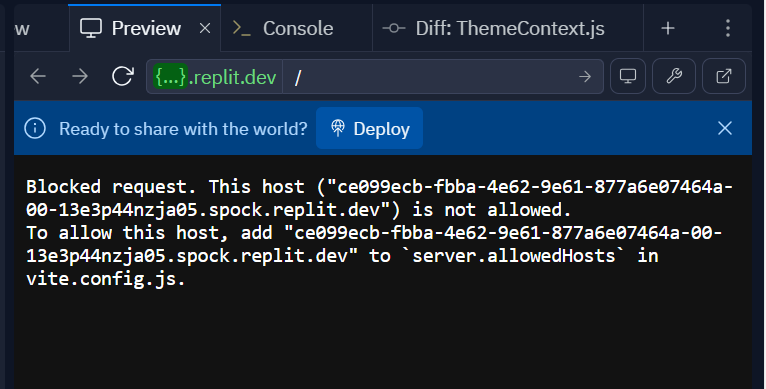 w Preview × Console Diff: ThemeContext.js + ⋮
{...}.replit.dev /
Ready to share with the world? Deploy ×
Blocked request. This host ("ce099ecb-fbba-4e62-9e61-877a6e07464a-
00-13e3p44nzja05.spock.replit.dev") is not allowed.
To allow this host, add "ce099ecb-fbba-4e62-9e61-877a6e07464a-00-
13e3p44nzja05.spock.replit.dev" to `server.allowedHosts` in
vite.config.js.